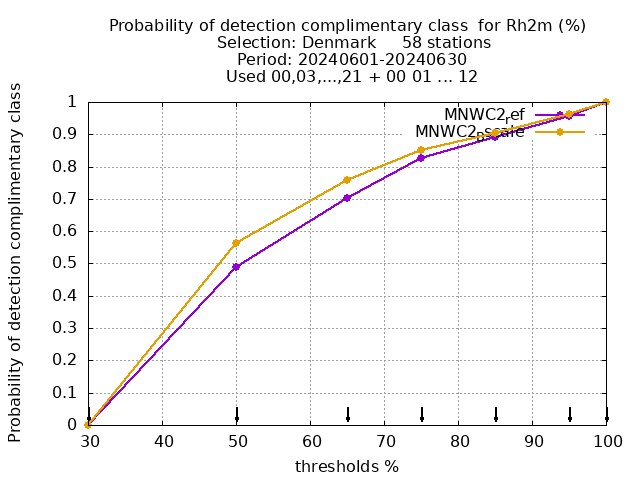 Probability of detection complimentary class  for Rh2m (%)
Selection: Denmark     58 stations
Period: 20240601-20240630
Used 00,03,...,21 + 00 01 ... 12
Probability of detection complimentary class
1
0.9
0.8
0.7
0.6
0.5
0.4
0.3
0.2
0.1
0
MNWC2_ref
MNWC2_pscale
30 40 50 60 70 80 90 100
thresholds %